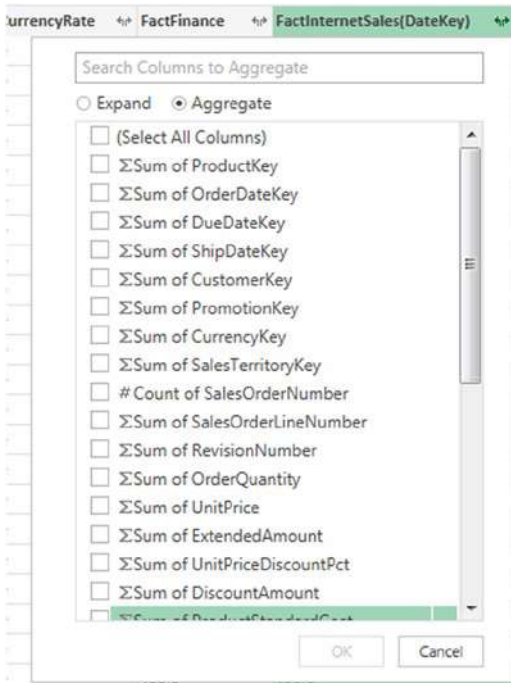 urrencyRate FactFinance FactInternetSales(DateKey)
Search Columns to Aggregate
Expand Aggregate
(Select All Columns)
ΣSum of ProductKey
ΣSum of OrderDateKey
ΣSum of DueDateKey
ΣSum of ShipDateKey
ΣSum of CustomerKey
ΣSum of PromotionKey
ΣSum of CurrencyKey
ΣSum of SalesTerritoryKey
# Count of SalesOrderNumber
ΣSum of SalesOrderLineNumber
ΣSum of RevisionNumber
ΣSum of OrderQuantity
ΣSum of UnitPrice
ΣSum of ExtendedAmount
ΣSum of UnitPriceDiscountPct
ΣSum of DiscountAmount
ΣSum of ProductStandardCost
OK Cancel